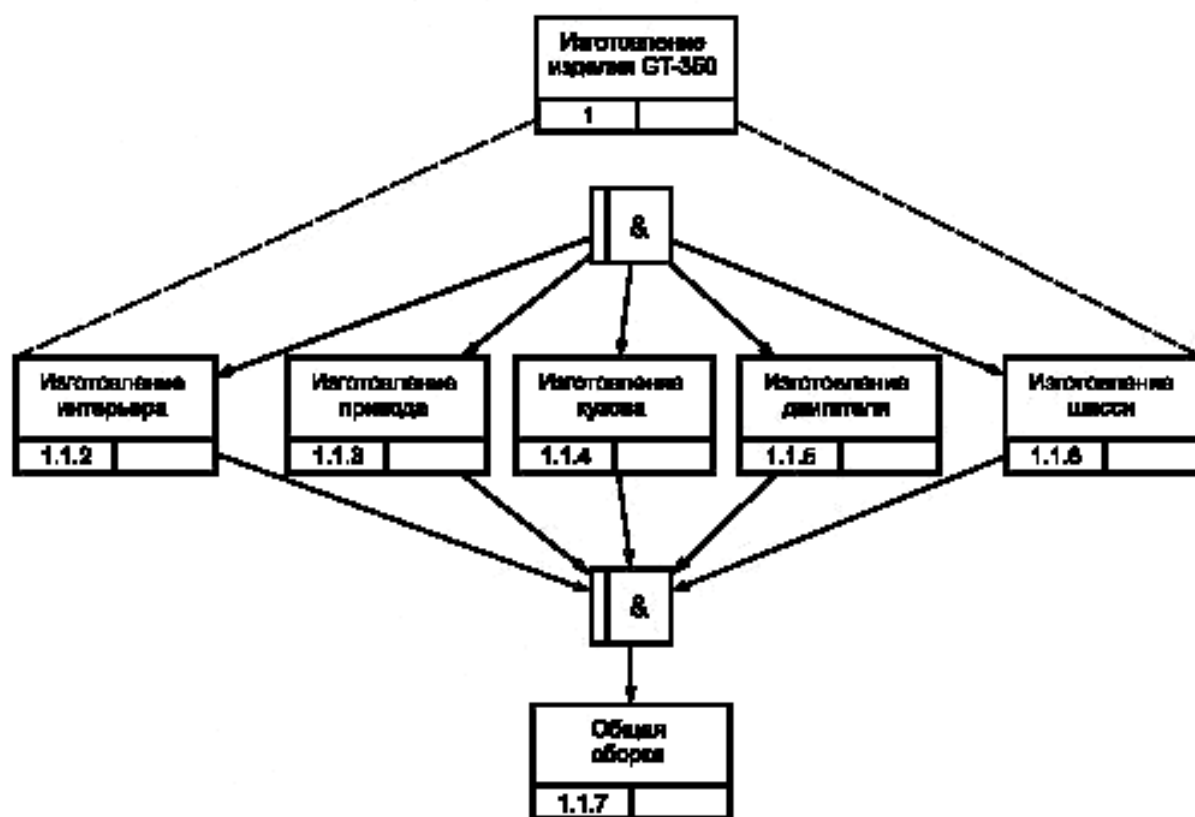 Изготовление
изделия GT-350
1
&
Изготовление
интерьера
1.1.2
Изготовление
привода
1.1.3
Изготовление
кузова
1.1.4
Изготовление
двигателя
1.1.5
Изготовление
шасси
1.1.6
&
Общая
сборка
1.1.7